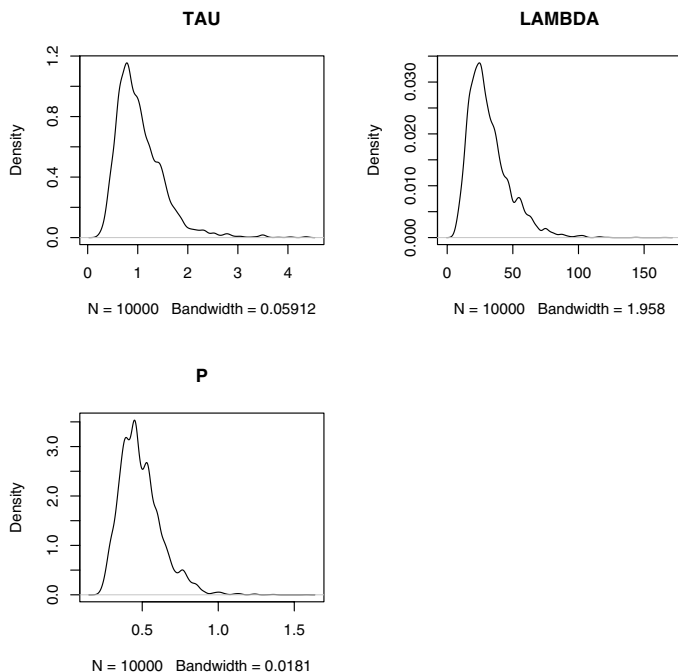 TAU
Density
0.0 0.4 0.8 1.2
0 1 2 3 4
N = 10000 Bandwidth = 0.05912
LAMBDA
Density
0.000 0.010 0.020 0.030
0 50 100 150
N = 10000 Bandwidth = 1.958
P
Density
0.0 1.0 2.0 3.0
0.5 1.0 1.5
N = 10000 Bandwidth = 0.0181